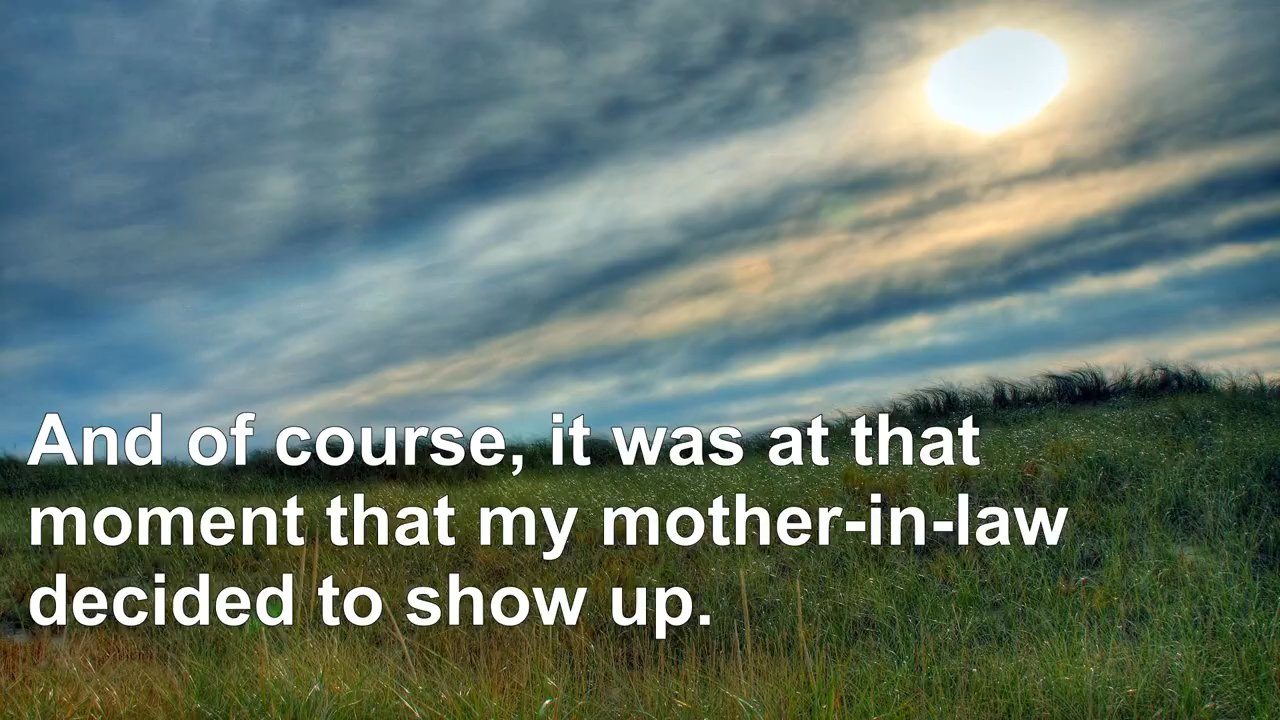 And of course, it was at that
moment that my mother-in-law
decided to show up.